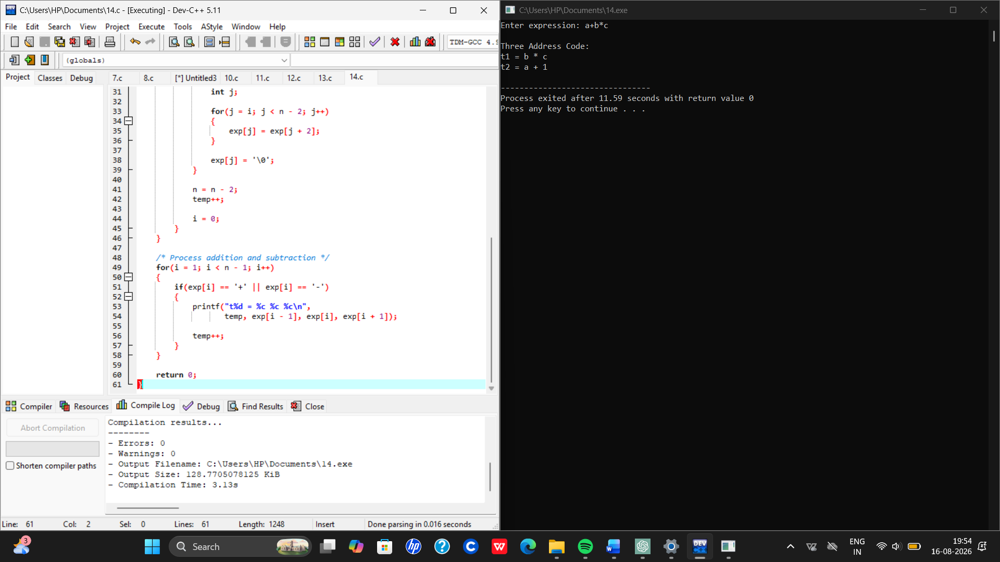 C:\Users\HP\Documents\14.c - [Executing] - Dev-C++ 5.11
File Edit Search View Project Execute Tools AStyle Window Help
TDM-GCC 4.9
(globals)
Project Classes Debug
7.c 8.c [*] Untitled3 10.c 11.c 12.c 13.c 14.c
31 int j;
32
33 for(j = i; j < n - 2; j++)
34 {
35 exp[j] = exp[j + 2];
36 }
37
38 exp[j] = '\0';
39 }
40
41 n = n - 2;
42 temp++;
43
44 i = 0;
45 }
46 }
47
48 /* Process addition and subtraction */
49 for(i = 1; i < n - 1; i++)
50 {
51 if(exp[i] == '+' || exp[i] == '-')
52 {
53 printf("t%d = %c %c %c\n",
54 temp, exp[i - 1], exp[i], exp[i + 1]);
55
56 temp++;
57 }
58 }
59
60 return 0;
61 }
Compiler Resources Compile Log Debug Find Results Close
Abort Compilation
Shorten compiler paths
Compilation results...
--------
- Errors: 0
- Warnings: 0
- Output Filename: C:\Users\HP\Documents\14.exe
- Output Size: 128.7705078125 KiB
- Compilation Time: 3.13s
Line: 61 Col: 2 Sel: 0 Lines: 61 Length: 1248 Insert Done parsing in 0.016 seconds
C:\Users\HP\Documents\14.exe
Enter expression: a+b*c
Three Address Code:
t1 = b * c
t2 = a + 1
--------------------------------
Process exited after 11.59 seconds with return value 0
Press any key to continue . . .
3
Search
ENG
IN
19:54
16-08-2026